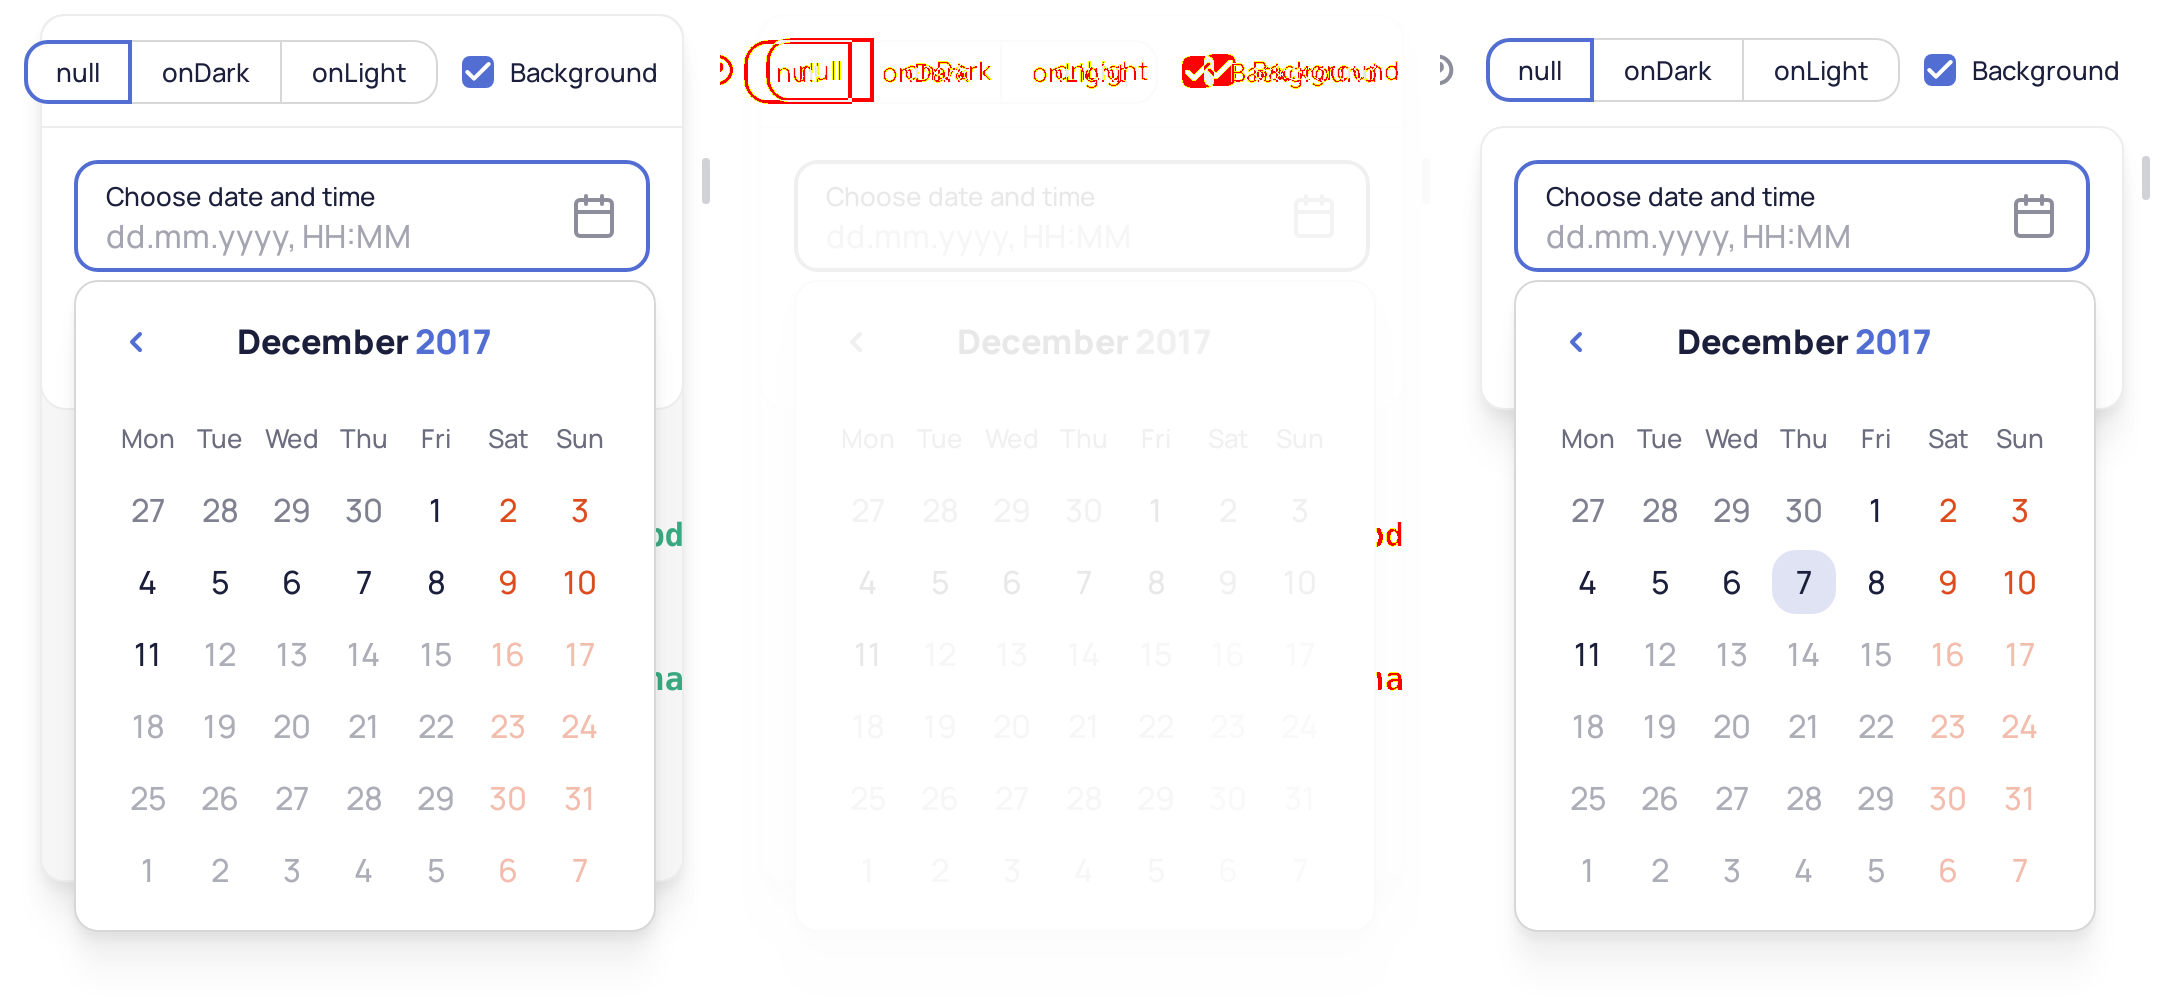 null onDark onLight Background
Choose date and time
dd.mm.yyyy, HH:MM
December 2017
Mon Tue Wed Thu Fri Sat Sun
27 28 29 30 1 2 3
4 5 6 7 8 9 10
11 12 13 14 15 16 17
18 19 20 21 22 23 24
25 26 27 28 29 30 31
1 2 3 4 5 6 7
null onDark onLight Background
Choose date and time
dd.mm.yyyy, HH:MM
December 2017
Mon Tue Wed Thu Fri Sat Sun
27 28 29 30 1 2 3
4 5 6 7 8 9 10
11 12 13 14 15 16 17
18 19 20 21 22 23 24
25 26 27 28 29 30 31
1 2 3 4 5 6 7
null onDark onLight Background
Choose date and time
dd.mm.yyyy, HH:MM
December 2017
Mon Tue Wed Thu Fri Sat Sun
27 28 29 30 1 2 3
4 5 6 7 8 9 10
11 12 13 14 15 16 17
18 19 20 21 22 23 24
25 26 27 28 29 30 31
1 2 3 4 5 6 7